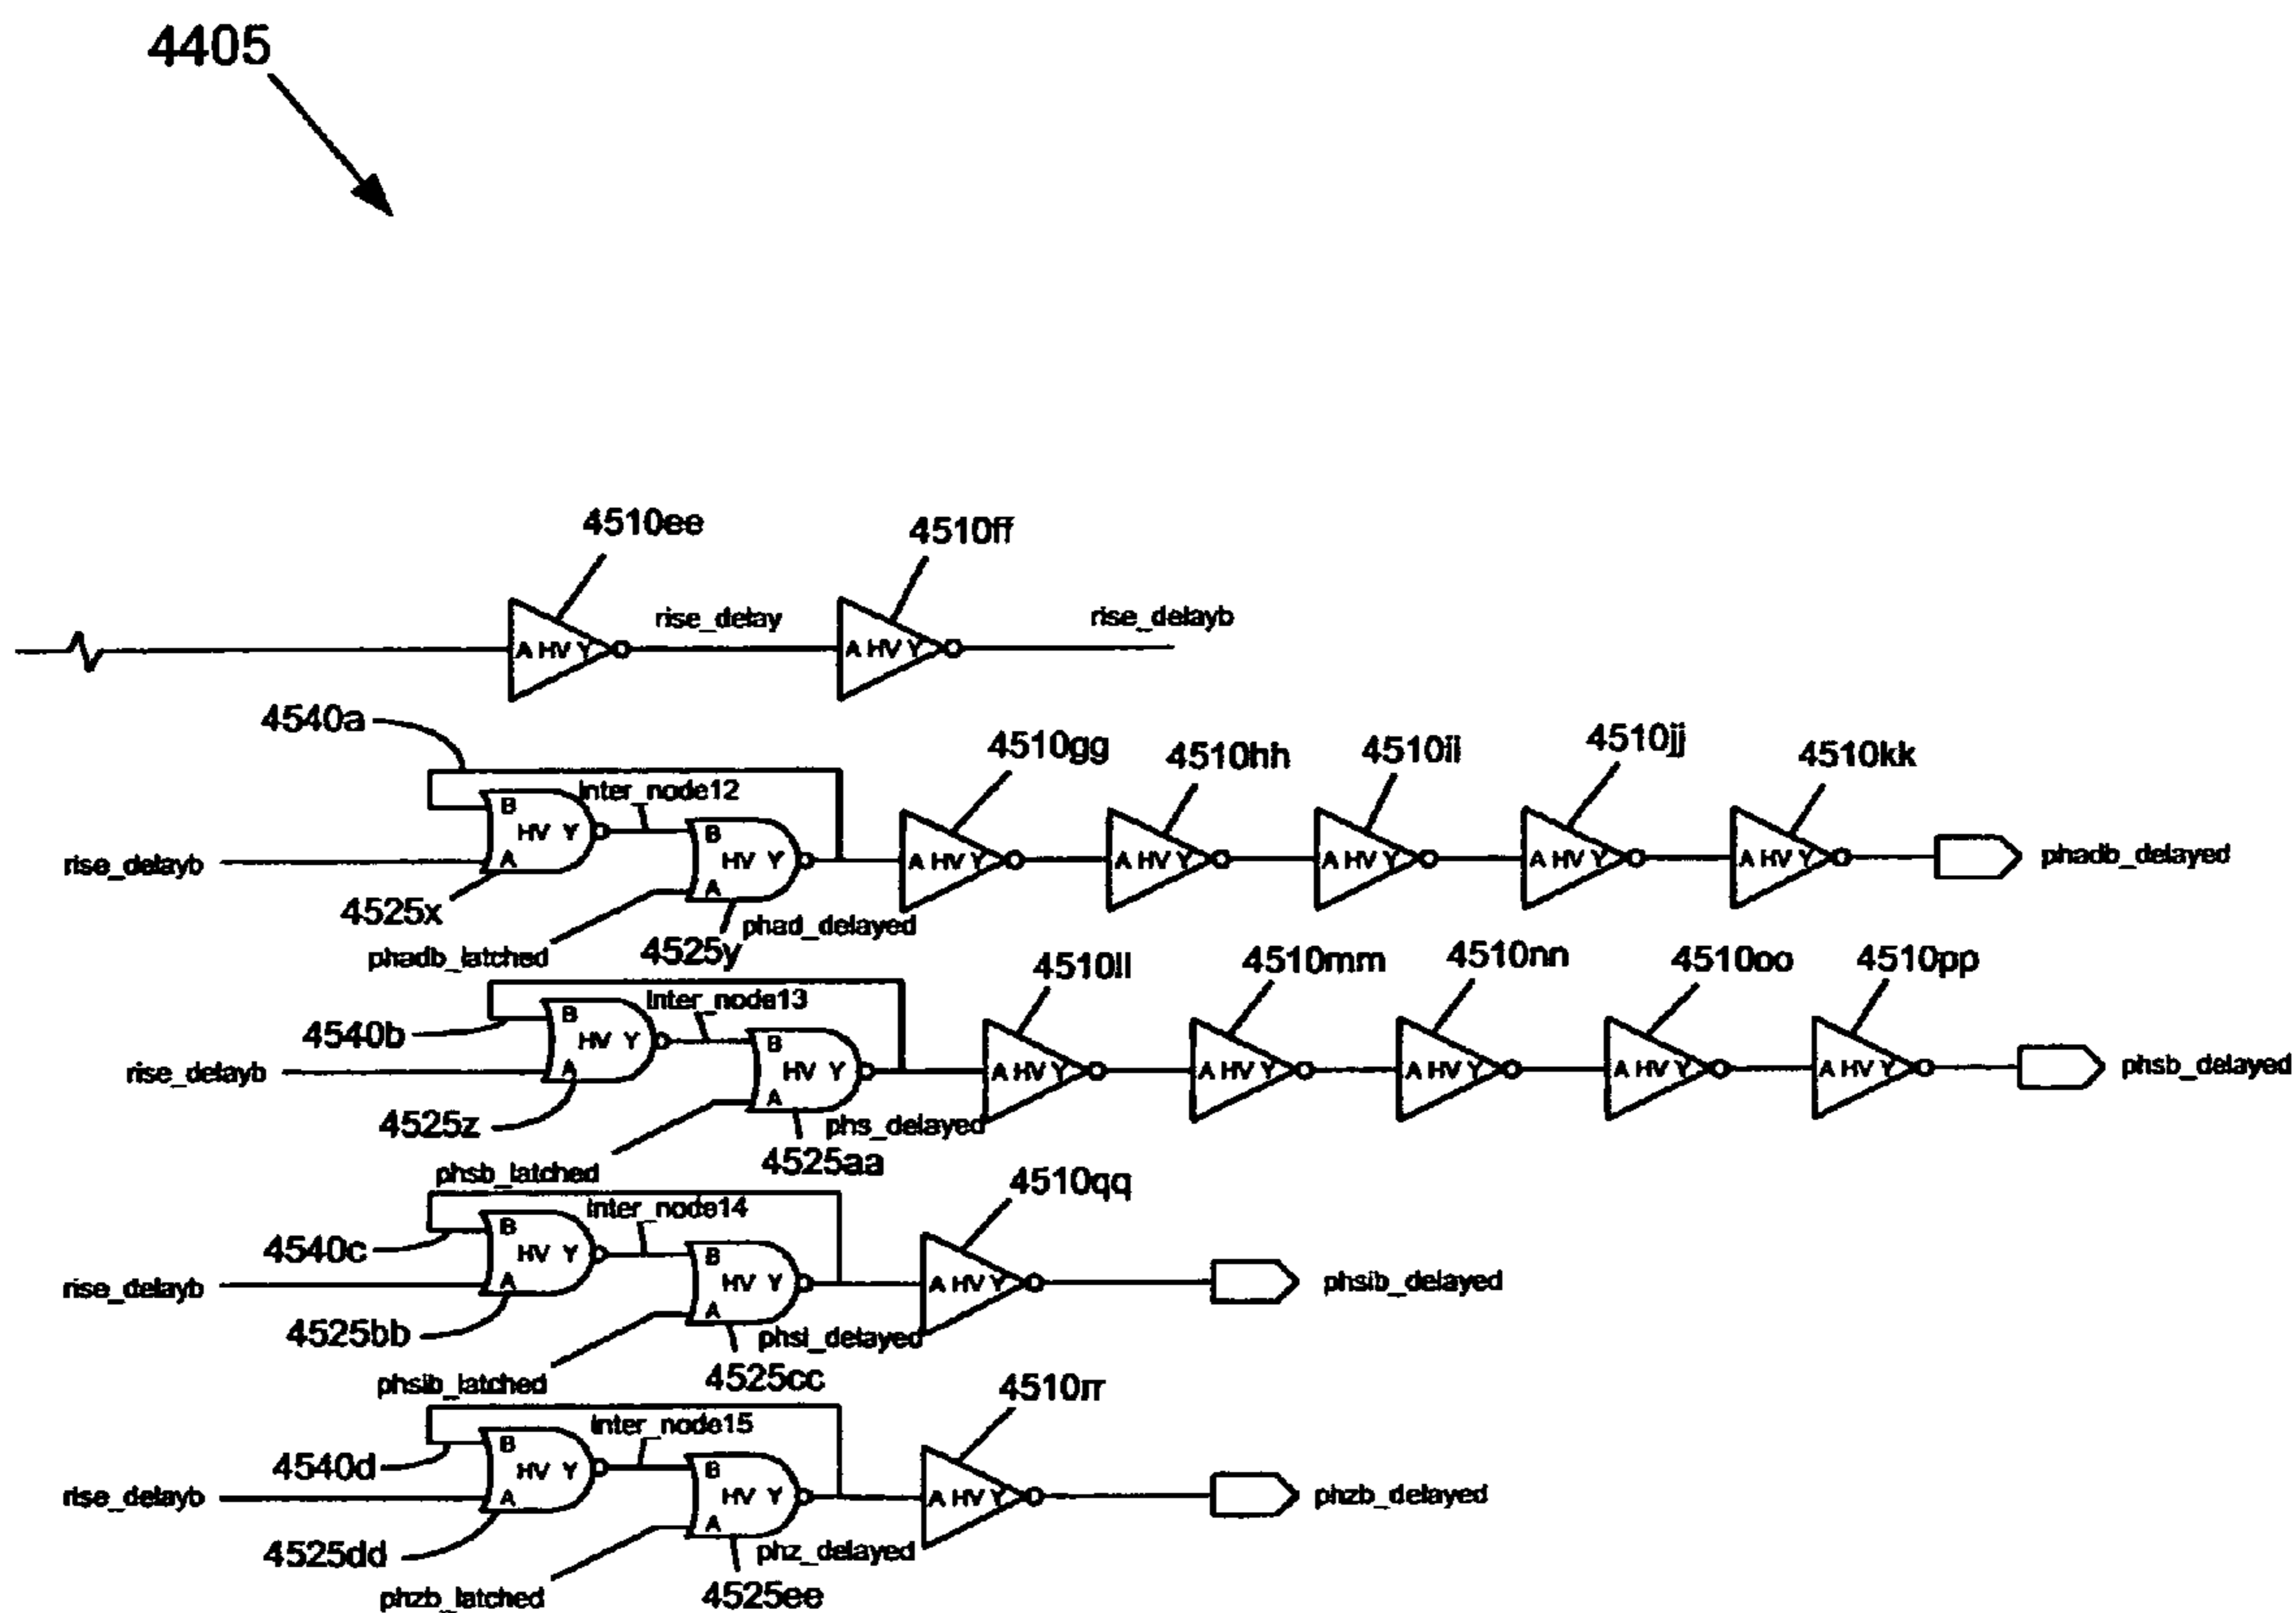 4405
4510ee
4510ff
A HV Y
rise_delay
A HV Y
rise_delayb
4540a
4510gg
4510hh
4510ii
4510jj
4510kk
inter_node12
B
HV Y
A
B
HV Y
A
A HV Y
A HV Y
A HV Y
A HV Y
A HV Y
rise_delayb
phadb_delayed
4525x
phadb_latched
4525y
phad_delayed
4510ll
4510mm
4510nn
4510oo
4510pp
4540b
inter_node13
B
HV Y
A
B
HV Y
A
A HV Y
A HV Y
A HV Y
A HV Y
A HV Y
rise_delayb
phsb_delayed
4525z
phs_delayed
4525aa
phsb_latched
4510qq
4540c
inter_node14
B
HV Y
A
B
HV Y
A
A HV Y
rise_delayb
phsib_delayed
4525bb
phsi_delayed
phsib_latched
4525cc
4510rr
4540d
inter_node15
B
HV Y
A
B
HV Y
A
A HV Y
rise_delayb
phzb_delayed
4525dd
phz_delayed
phzb_latched
4525ee